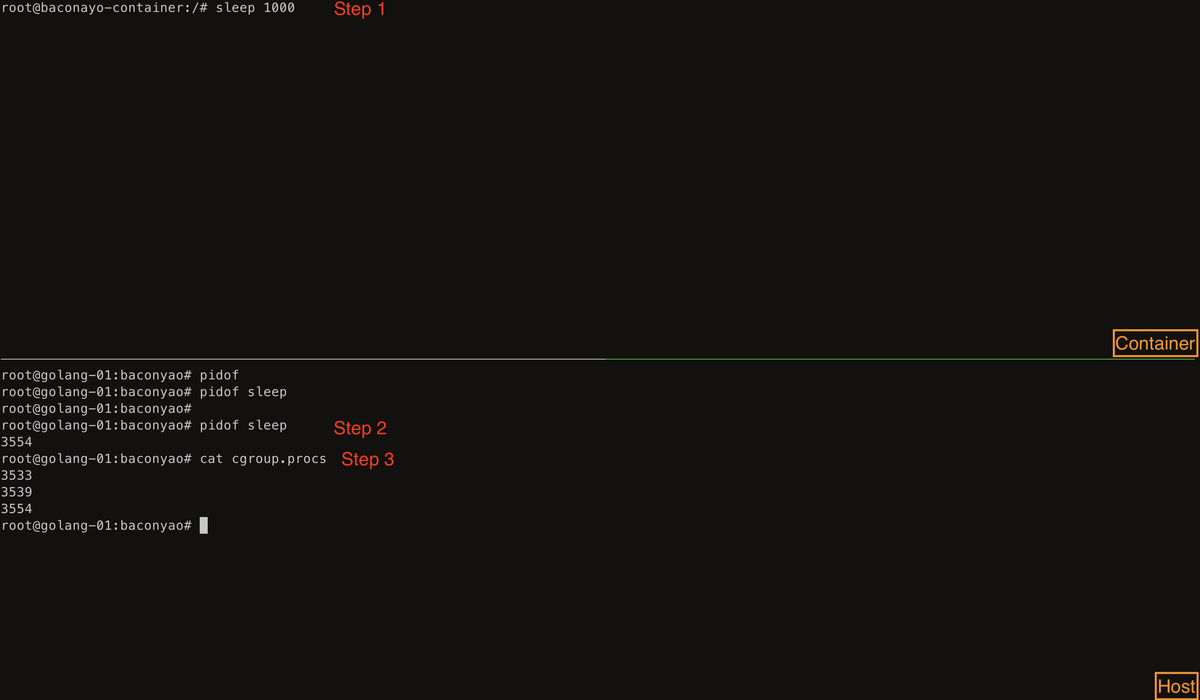 root@baconayo-container:/# sleep 1000 Step 1
Container
root@golang-01:baconyao# pidof
root@golang-01:baconyao# pidof sleep
root@golang-01:baconyao#
root@golang-01:baconyao# pidof sleep Step 2
3554
root@golang-01:baconyao# cat cgroup.procs Step 3
3533
3539
3554
root@golang-01:baconyao#
Host